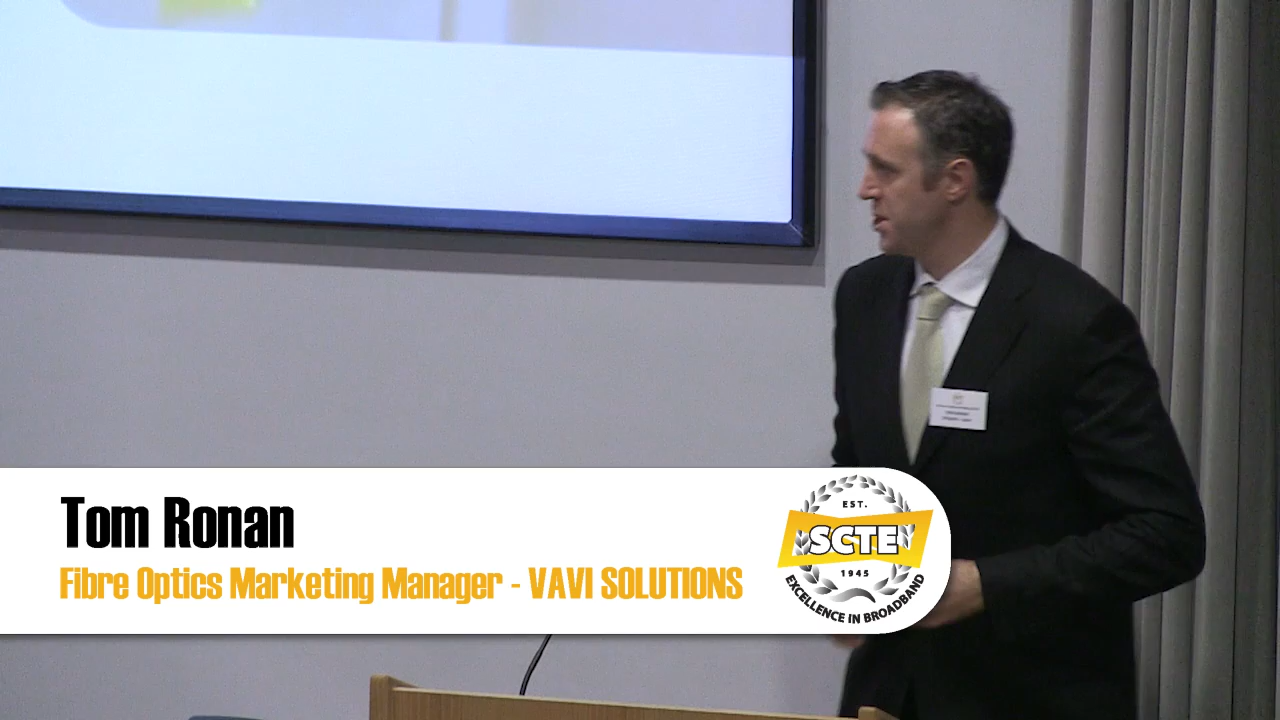 Tom Ronan
Fibre Optics Marketing Manager - VAVI SOLUTIONS
EST.
SCTE
1945
EXCELLENCE IN BROADBAND